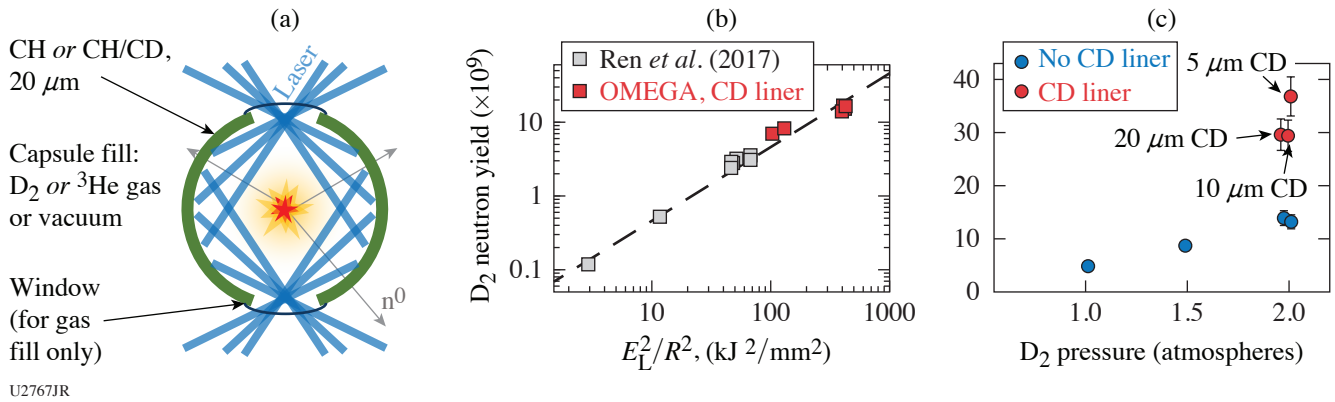 (a)
CH or CH/CD,
20 μm
Laser
Capsule fill:
D₂ or ³He gas
or vacuum
Window
(for gas
fill only)
n⁰
U2767JR
(b)
Ren et al. (2017)
OMEGA, CD liner
D₂ neutron yield (×10⁹)
10
1
0.1
10 100 1000
E_L²/R², (kJ ²/mm²)
(c)
No CD liner
CD liner
5 μm CD
20 μm CD
10 μm CD
40
30
20
10
0
1.0 1.5 2.0
D₂ pressure (atmospheres)